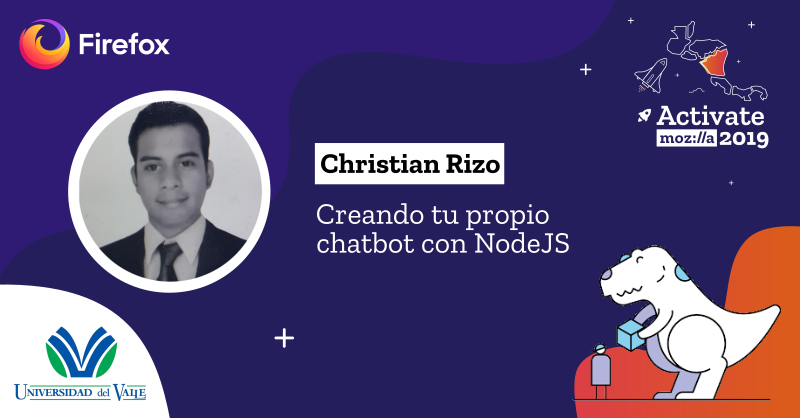 Firefox
Activate
moz://a 2019
Christian Rizo
Creando tu propio
chatbot con NodeJS
UNIVERSIDAD del VALLE